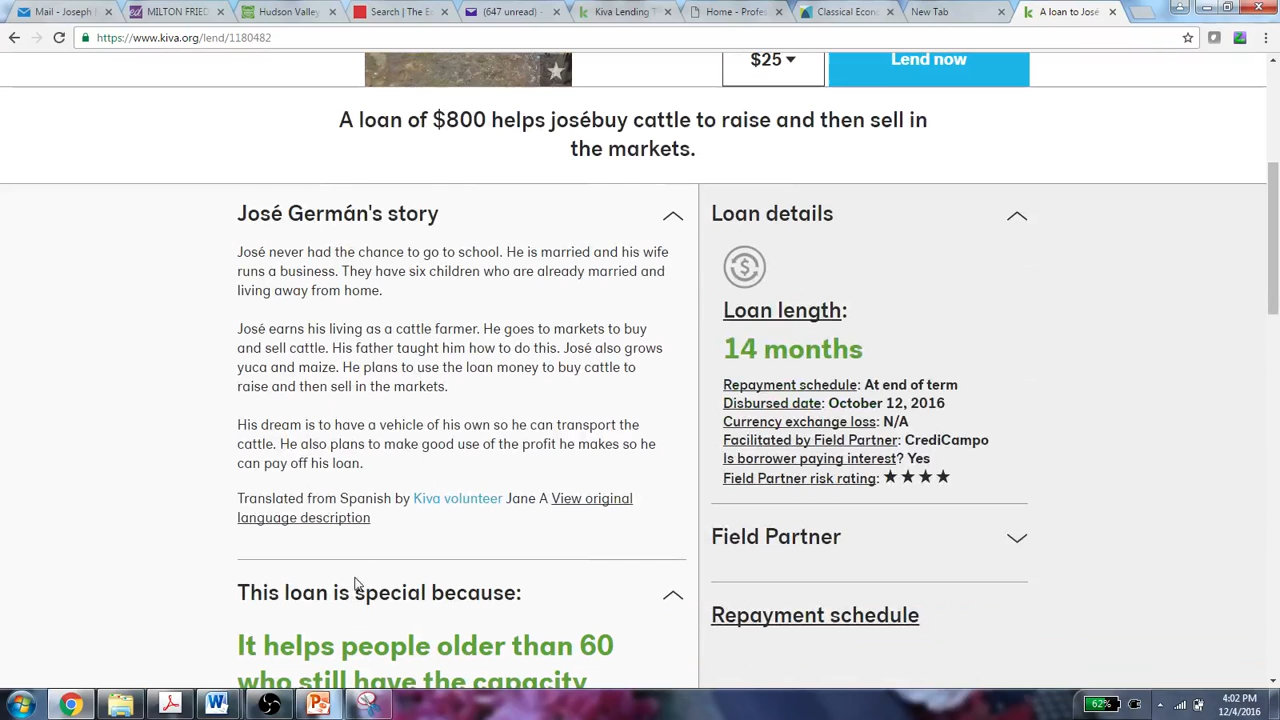 Mail - Joseph
MILTON FRIED
Hudson Valley
Search | The E
(647 unread) -
Kiva Lending T
Home - Profes
Classical Econ
New Tab
A loan to José
https://www.kiva.org/lend/1180482
$25
Lend now
A loan of $800 helps josébuy cattle to raise and then sell in
the markets.
José Germán's story
José never had the chance to go to school. He is married and his wife
runs a business. They have six children who are already married and
living away from home.
José earns his living as a cattle farmer. He goes to markets to buy
and sell cattle. His father taught him how to do this. José also grows
yuca and maize. He plans to use the loan money to buy cattle to
raise and then sell in the markets.
His dream is to have a vehicle of his own so he can transport the
cattle. He also plans to make good use of the profit he makes so he
can pay off his loan.
Translated from Spanish by Kiva volunteer Jane A View original
language description
This loan is special because:
It helps people older than 60
who still have the capacity
Loan details
Loan length:
14 months
Repayment schedule: At end of term
Disbursed date: October 12, 2016
Currency exchange loss: N/A
Facilitated by Field Partner: CrediCampo
Is borrower paying interest? Yes
Field Partner risk rating: ★★★★
Field Partner
Repayment schedule
62%
4:02 PM
12/4/2016